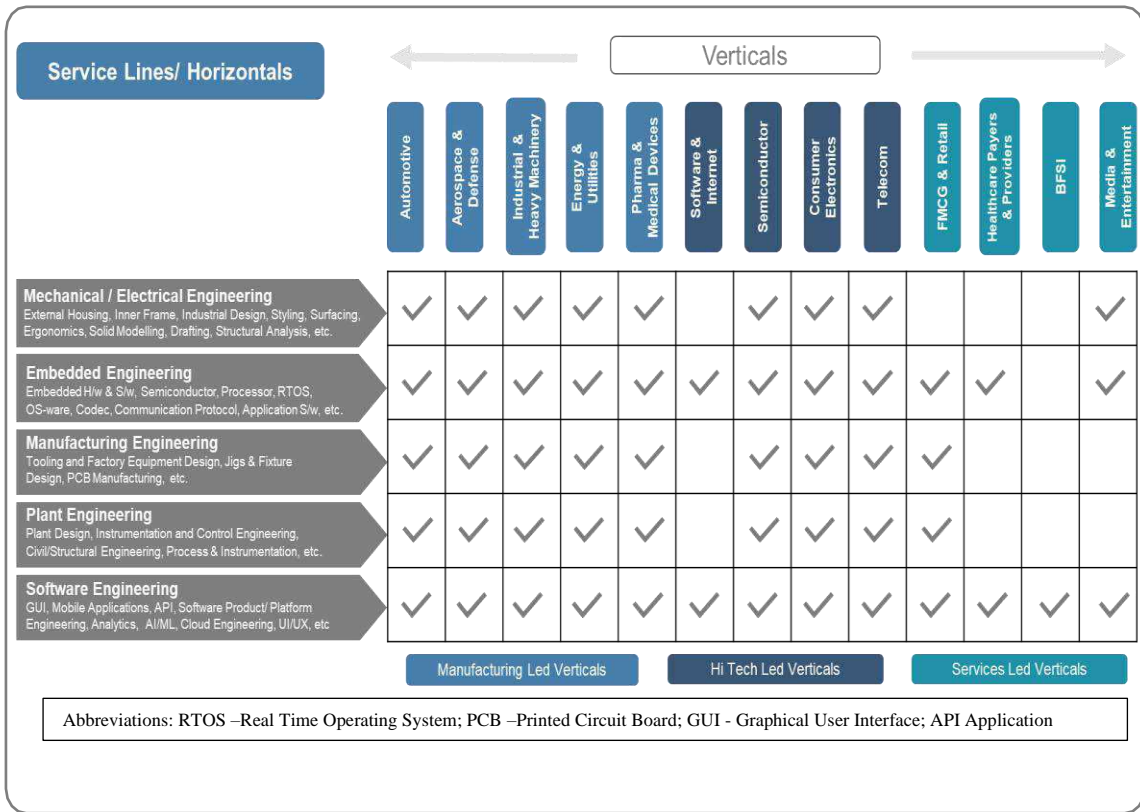 Service Lines/ Horizontals
Verticals
Automotive
Aerospace &
Defense
Industrial &
Heavy Machinery
Energy &
Utilities
Pharma &
Medical Devices
Software &
Internet
Semiconductor
Consumer
Electronics
Telecom
FMCG & Retail
Healthcare Payers
& Providers
BFSI
Media &
Entertainment
Mechanical / Electrical Engineering
External Housing, Inner Frame, Industrial Design, Styling, Surfacing,
Ergonomics, Solid Modelling, Drafting, Structural Analysis, etc.
Embedded Engineering
Embedded H/w & S/w, Semiconductor, Processor, RTOS,
OS-ware, Codec, Communication Protocol, Application S/w, etc.
Manufacturing Engineering
Tooling and Factory Equipment Design, Jigs & Fixture
Design, PCB Manufacturing, etc.
Plant Engineering
Plant Design, Instrumentation and Control Engineering,
Civil/Structural Engineering, Process & Instrumentation, etc.
Software Engineering
GUI, Mobile Applications, API, Software Product/ Platform
Engineering, Analytics, AI/ML, Cloud Engineering, UI/UX, etc
Manufacturing Led Verticals
Hi Tech Led Verticals
Services Led Verticals
Abbreviations: RTOS –Real Time Operating System; PCB –Printed Circuit Board; GUI - Graphical User Interface; API Application